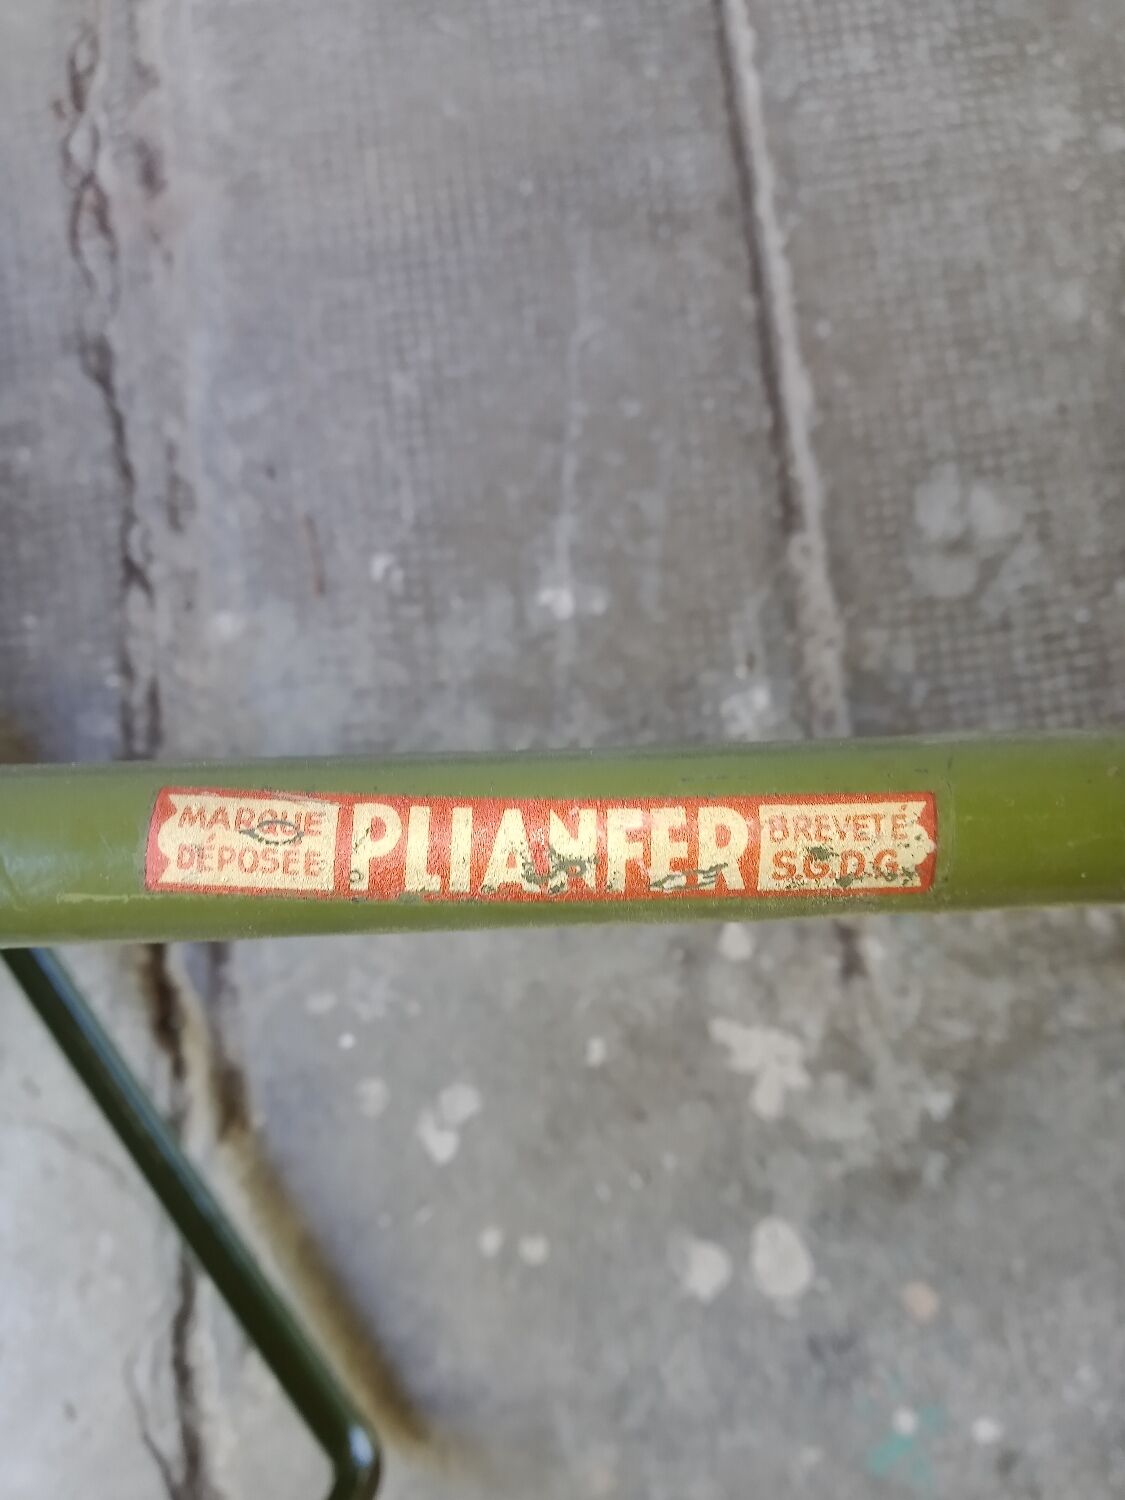 MARQUE
DÉPOSÉE
PLIANFER
BREVETÉ
S.G.D.G.